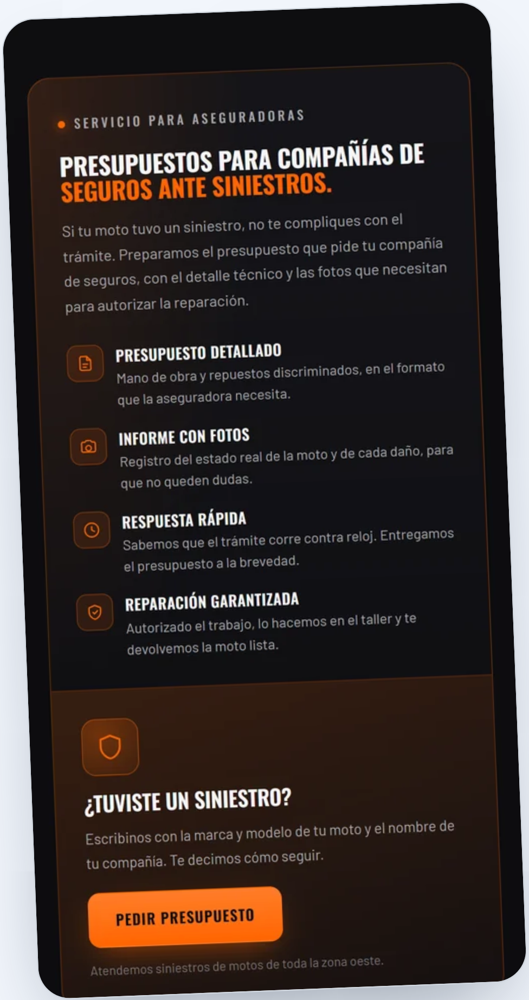 SERVICIO PARA ASEGURADORAS
PRESUPUESTOS PARA COMPAÑÍAS DE
SEGUROS ANTE SINIESTROS.
Si tu moto tuvo un siniestro, no te compliques con el
trámite. Preparamos el presupuesto que pide tu compañía
de seguros, con el detalle técnico y las fotos que necesitan
para autorizar la reparación.
PRESUPUESTO DETALLADO
Mano de obra y repuestos discriminados, en el formato
que la aseguradora necesita.
INFORME CON FOTOS
Registro del estado real de la moto y de cada daño, para
que no queden dudas.
RESPUESTA RÁPIDA
Sabemos que el trámite corre contra reloj. Entregamos
el presupuesto a la brevedad.
REPARACIÓN GARANTIZADA
Autorizado el trabajo, lo hacemos en el taller y te
devolvemos la moto lista.
¿TUVISTE UN SINIESTRO?
Escribinos con la marca y modelo de tu moto y el nombre de
tu compañía. Te decimos cómo seguir.
PEDIR PRESUPUESTO
Atendemos siniestros de motos de toda la zona oeste.